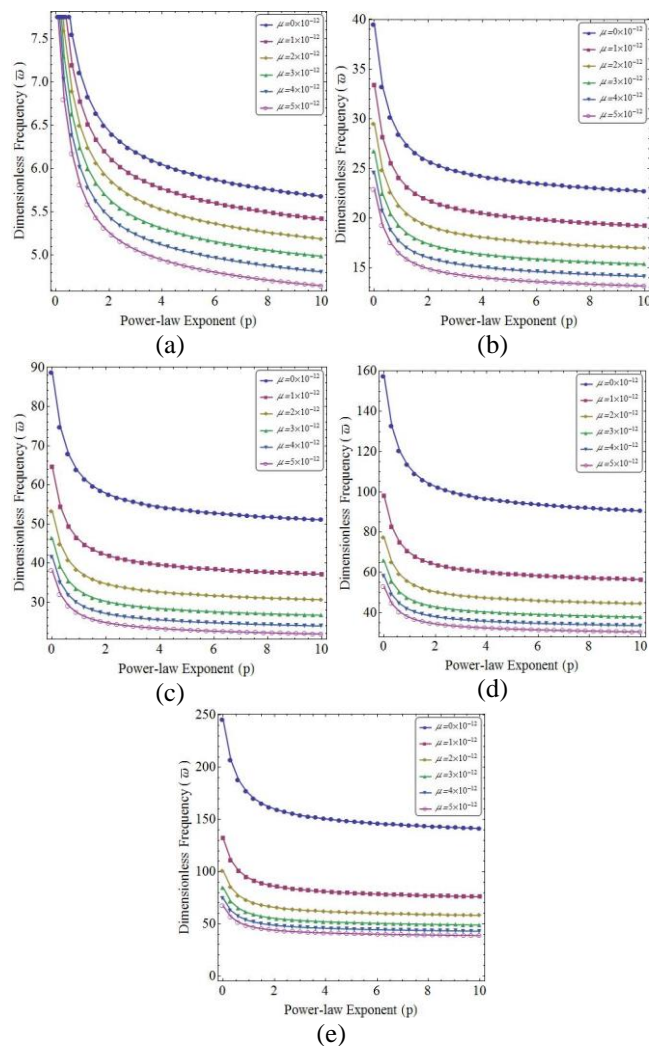 Dimensionless Frequency ( ϖ )
7.5
7.0
6.5
6.0
5.5
5.0
0 2 4 6 8 10
Power-law Exponent (p)
μ=0×10⁻¹²
μ=1×10⁻¹²
μ=2×10⁻¹²
μ=3×10⁻¹²
μ=4×10⁻¹²
μ=5×10⁻¹²
(a)
Dimensionless Frequency ( ϖ )
40
35
30
25
20
15
0 2 4 6 8 10
Power-law Exponent (p)
μ=0×10⁻¹²
μ=1×10⁻¹²
μ=2×10⁻¹²
μ=3×10⁻¹²
μ=4×10⁻¹²
μ=5×10⁻¹²
(b)
Dimensionless Frequency ( ϖ )
90
80
70
60
50
40
30
0 2 4 6 8 10
Power-law Exponent (p)
μ=0×10⁻¹²
μ=1×10⁻¹²
μ=2×10⁻¹²
μ=3×10⁻¹²
μ=4×10⁻¹²
μ=5×10⁻¹²
(c)
Dimensionless Frequency ( ϖ )
160
140
120
100
80
60
40
0 2 4 6 8 10
Power-law Exponent (p)
μ=0×10⁻¹²
μ=1×10⁻¹²
μ=2×10⁻¹²
μ=3×10⁻¹²
μ=4×10⁻¹²
μ=5×10⁻¹²
(d)
Dimensionless Frequency ( ϖ )
250
200
150
100
50
0
0 2 4 6 8 10
Power-law Exponent (p)
μ=0×10⁻¹²
μ=1×10⁻¹²
μ=2×10⁻¹²
μ=3×10⁻¹²
μ=4×10⁻¹²
μ=5×10⁻¹²
(e)